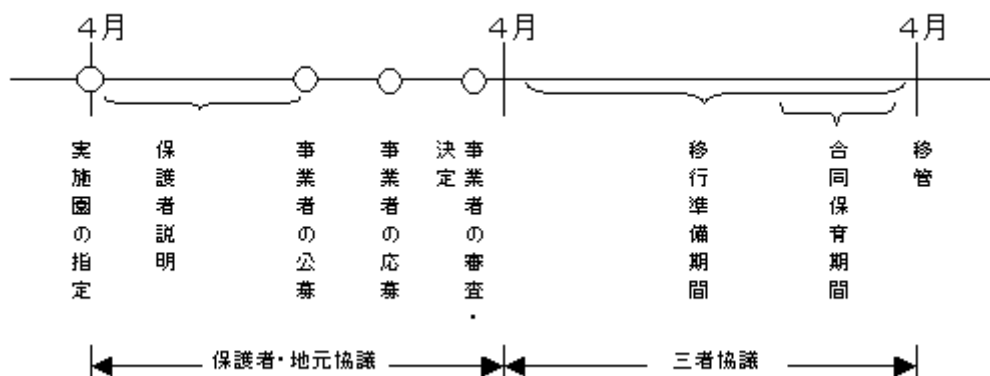 4月
4月
4月
実施園の指定
保護者説明
事業者の公募
事業者の応募
事業者の審査・
決定
移行準備期間
合同保育期間
移管
保護者・地元協議
三者協議